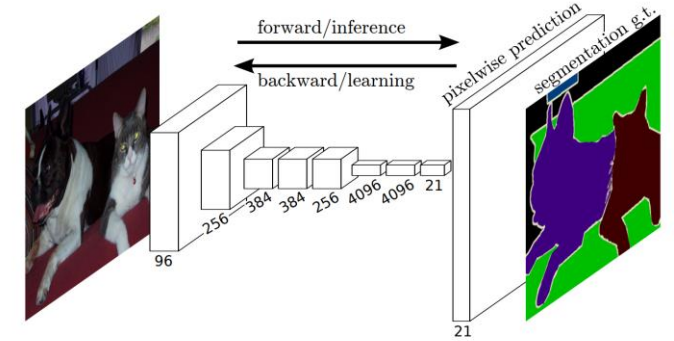 forward/inference
backward/learning
pixelwise prediction
segmentation g.t.
96
256
384
384
256
4096
4096
21
21